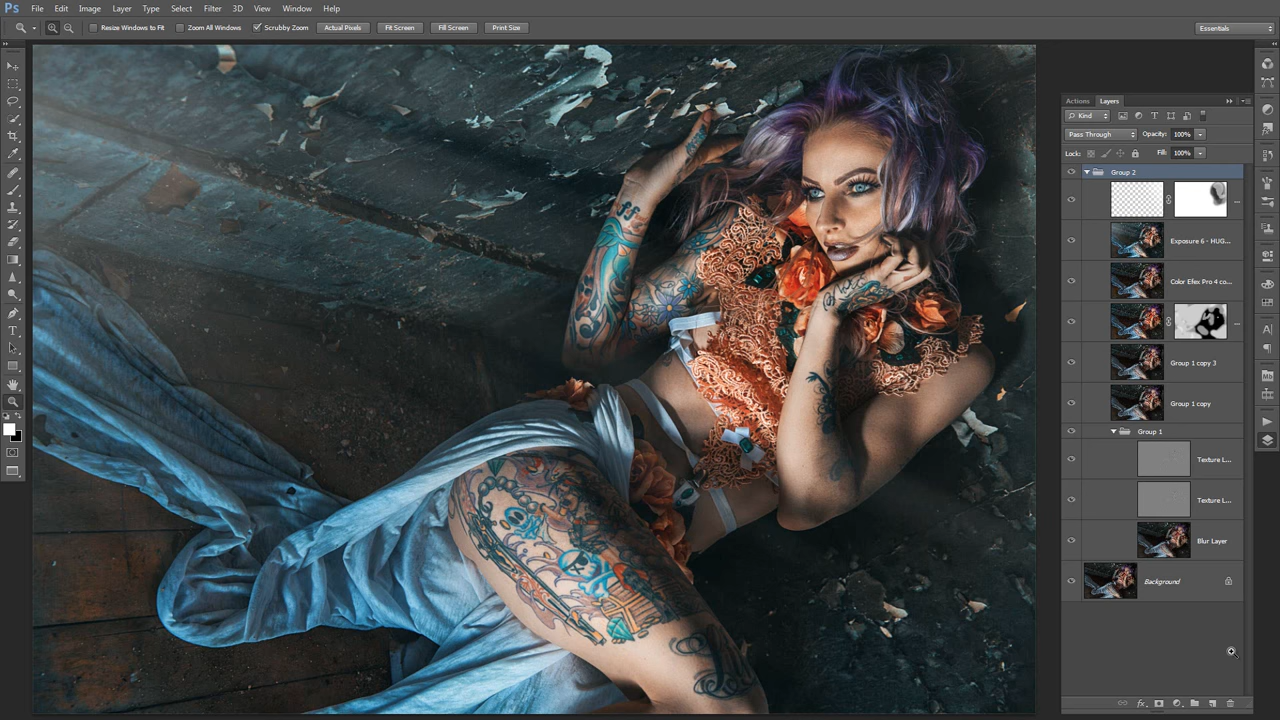 Ps File Edit Image Layer Type Select Filter 3D View Window Help
Resize Windows to Fit Zoom All Windows Scrubby Zoom Actual Pixels Fit Screen Fill Screen Print Size Essentials
Actions Layers
Kind
Pass Through Opacity: 100%
Lock: Fill: 100%
Group 2
...
Exposure 6 - HUG...
Color Efex Pro 4 co...
...
Group 1 copy 3
Group 1 copy
Group 1
Texture L...
Texture L...
Blur Layer
Background
fx